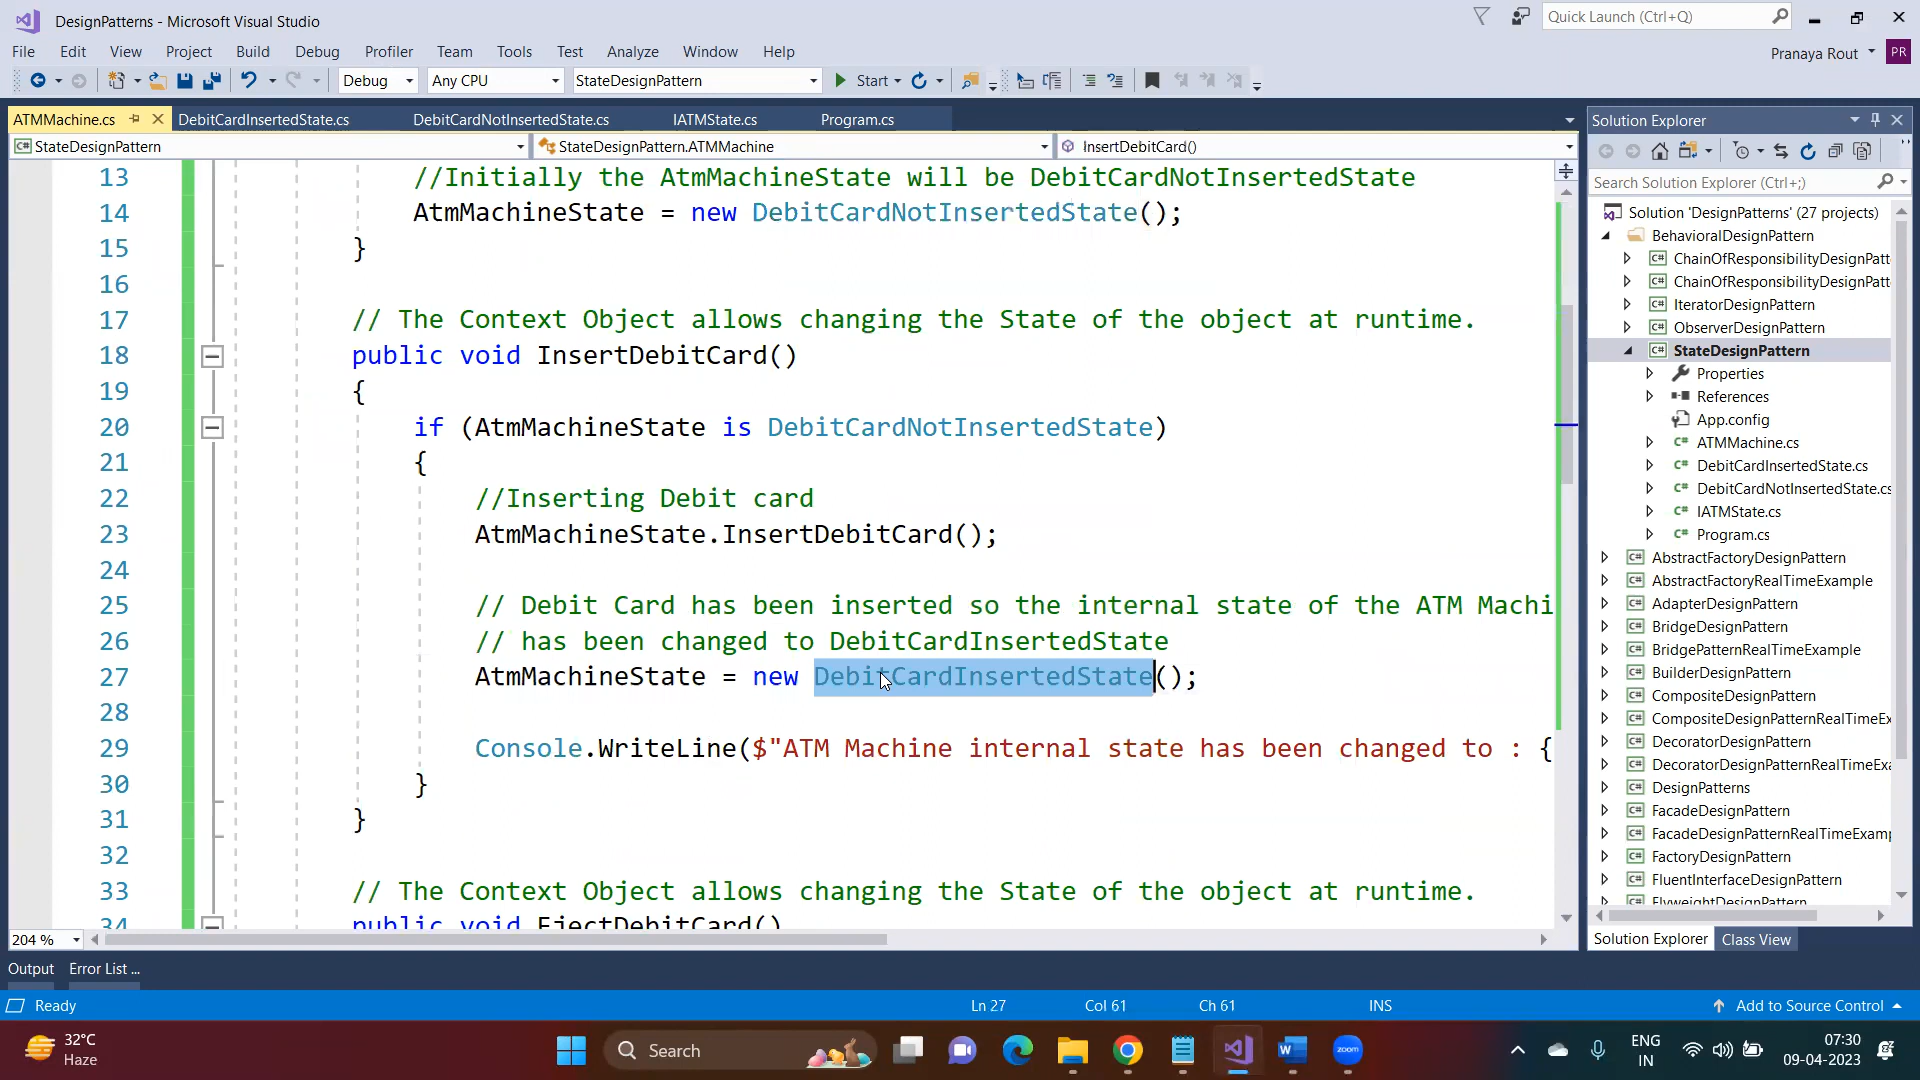 DesignPatterns - Microsoft Visual Studio
Quick Launch (Ctrl+Q)
File Edit View Project Build Debug Profiler Team Tools Test Analyze Window Help
Pranaya Rout PR
Debug Any CPU StateDesignPattern Start
ATMMachine.cs DebitCardInsertedState.cs DebitCardNotInsertedState.cs IATMState.cs Program.cs
StateDesignPattern StateDesignPattern.ATMMachine InsertDebitCard()
13 //Initially the AtmMachineState will be DebitCardNotInsertedState
14 AtmMachineState = new DebitCardNotInsertedState();
15 }
16
17 // The Context Object allows changing the State of the object at runtime.
18 public void InsertDebitCard()
19 {
20 if (AtmMachineState is DebitCardNotInsertedState)
21 {
22 //Inserting Debit card
23 AtmMachineState.InsertDebitCard();
24
25 // Debit Card has been inserted so the internal state of the ATM Machi
26 // has been changed to DebitCardInsertedState
27 AtmMachineState = new DebitCardInsertedState();
28
29 Console.WriteLine($"ATM Machine internal state has been changed to : {
30 }
31 }
32
33 // The Context Object allows changing the State of the object at runtime.
34 public void EjectDebitCard()
204 %
Solution Explorer
Search Solution Explorer (Ctrl+;)
Solution 'DesignPatterns' (27 projects)
BehavioralDesignPattern
ChainOfResponsibilityDesignPatt
ChainOfResponsibilityDesignPatt
IteratorDesignPattern
ObserverDesignPattern
StateDesignPattern
Properties
References
App.config
ATMMachine.cs
DebitCardInsertedState.cs
DebitCardNotInsertedState.cs
IATMState.cs
Program.cs
AbstractFactoryDesignPattern
AbstractFactoryRealTimeExample
AdapterDesignPattern
BridgeDesignPattern
BridgePatternRealTimeExample
BuilderDesignPattern
CompositeDesignPattern
CompositeDesignPatternRealTimeEx
DecoratorDesignPattern
DecoratorDesignPatternRealTimeExa
DesignPatterns
FacadeDesignPattern
FacadeDesignPatternRealTimeExamp
FactoryDesignPattern
FluentInterfaceDesignPattern
FlyweightDesignPattern
Solution Explorer Class View
Output Error List ...
Ready Ln 27 Col 61 Ch 61 INS Add to Source Control
32°C
Haze
Search
zoom
ENG
IN
07:30
09-04-2023